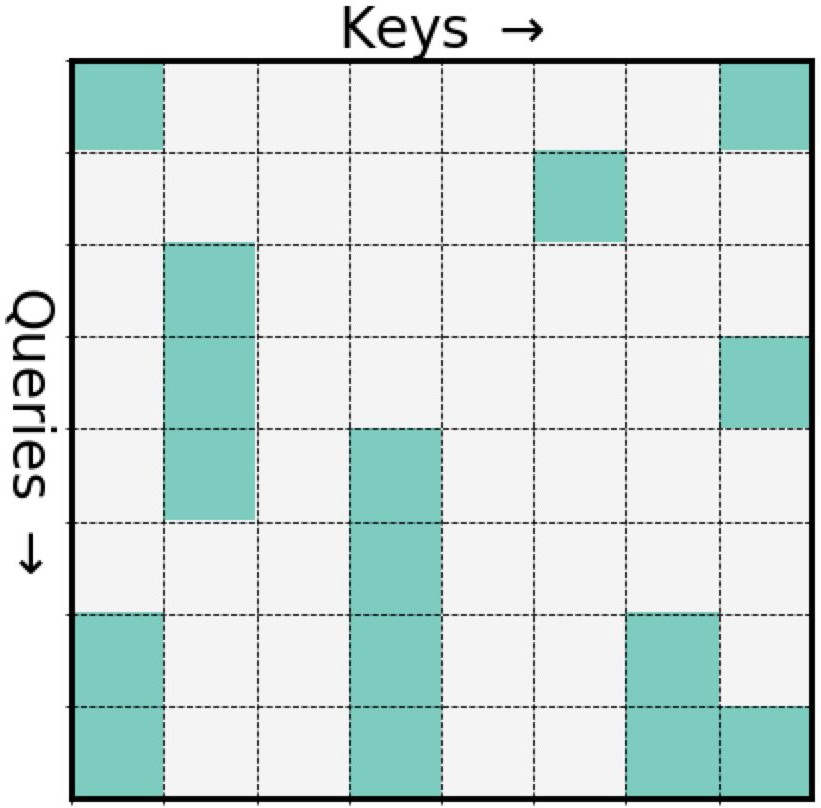 Keys →
Queries →